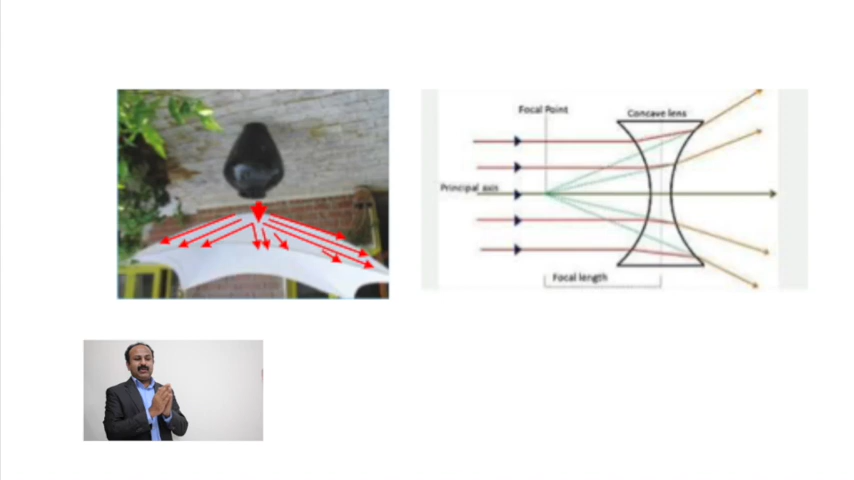 Focal Point
Concave lens
Principal axis
Focal length